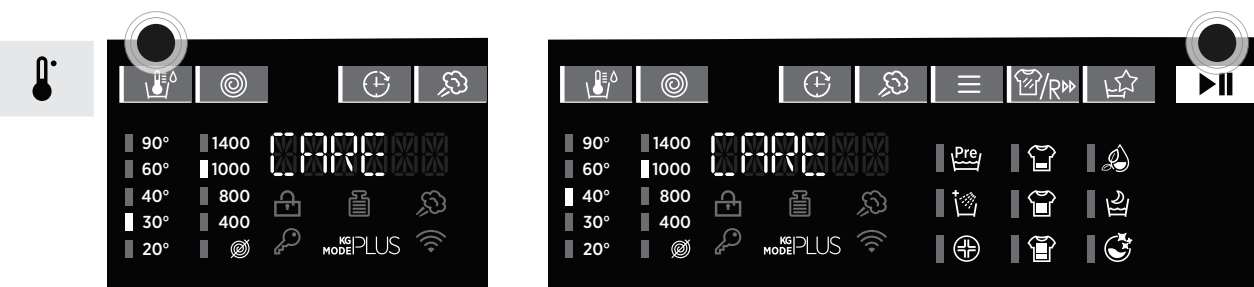 /R
90° 1400 CARE
60° 1000
40° 800
30° 400
20° KG MODE PLUS
/R
90° 1400 CARE Pre
60° 1000
40° 800
30° 400
20° KG MODE PLUS